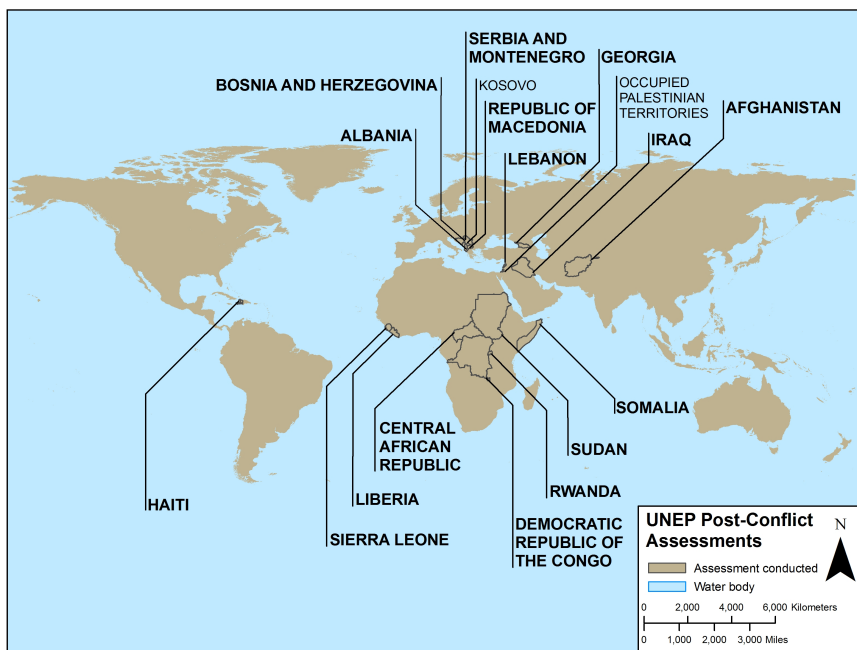 SERBIA AND
MONTENEGRO
GEORGIA
BOSNIA AND HERZEGOVINA
KOSOVO
OCCUPIED
PALESTINIAN
TERRITORIES
REPUBLIC OF
MACEDONIA
AFGHANISTAN
ALBANIA
IRAQ
LEBANON
SOMALIA
CENTRAL
AFRICAN
REPUBLIC
SUDAN
HAITI
LIBERIA
RWANDA
SIERRA LEONE
DEMOCRATIC
REPUBLIC OF
THE CONGO
UNEP Post-Conflict
Assessments
N
Assessment conducted
Water body
0 2,000 4,000 6,000 Kilometers
0 1,000 2,000 3,000 Miles